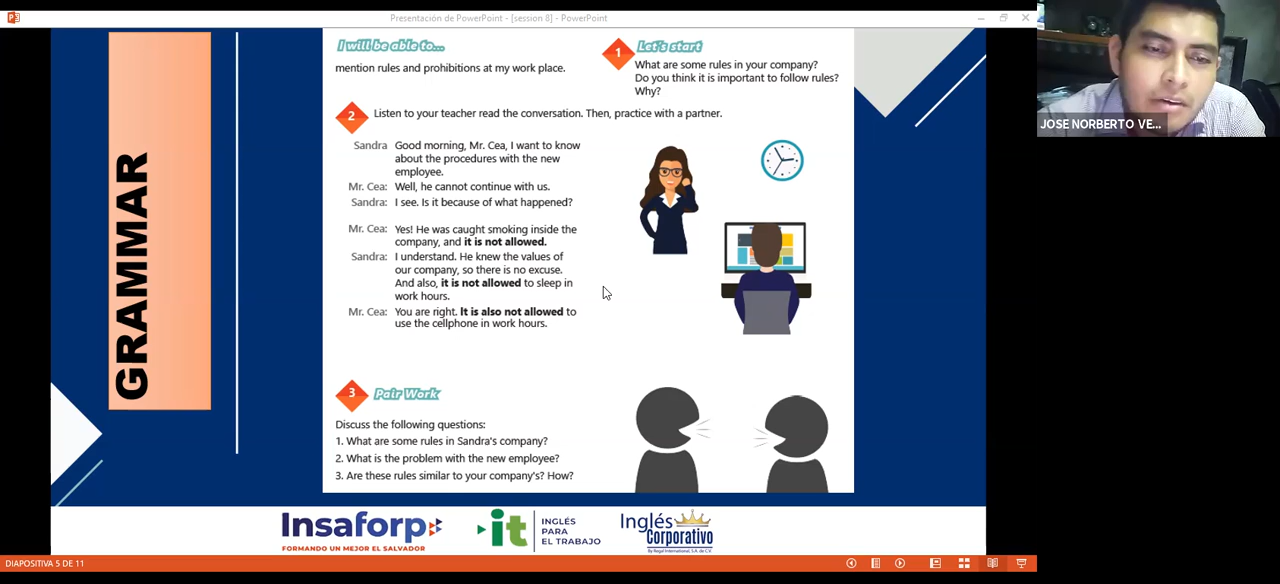 Presentación de PowerPoint - [session 8] - PowerPoint
JOSE NORBERTO VE...
GRAMMAR
I will be able to...
mention rules and prohibitions at my work place.
1
Let's start
What are some rules in your company?
Do you think it is important to follow rules?
Why?
2
Listen to your teacher read the conversation. Then, practice with a partner.
Sandra Good morning, Mr. Cea, I want to know
about the procedures with the new
employee.
Mr. Cea: Well, he cannot continue with us.
Sandra: I see. Is it because of what happened?
Mr. Cea: Yes! He was caught smoking inside the
company, and it is not allowed.
Sandra: I understand. He knew the values of
our company, so there is no excuse.
And also, it is not allowed to sleep in
work hours.
Mr. Cea: You are right. It is also not allowed to
use the cellphone in work hours.
3
Pair Work
Discuss the following questions:
1. What are some rules in Sandra's company?
2. What is the problem with the new employee?
3. Are these rules similar to your company's? How?
Insaforp
FORMANDO UN MEJOR EL SALVADOR
it
INGLÉS
PARA
EL TRABAJO
Inglés
Corporativo
By Regal International, S.A. de C.V.
DIAPOSITIVA 5 DE 11